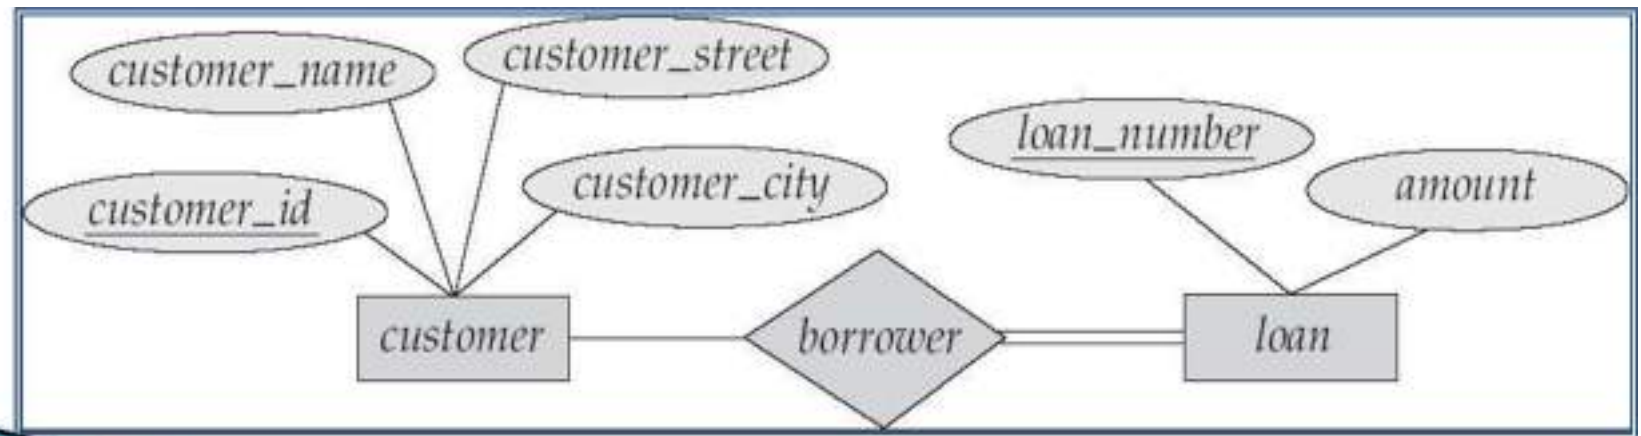 customer_name
customer_street
customer_id
customer_city
loan_number
amount
customer
borrower
loan